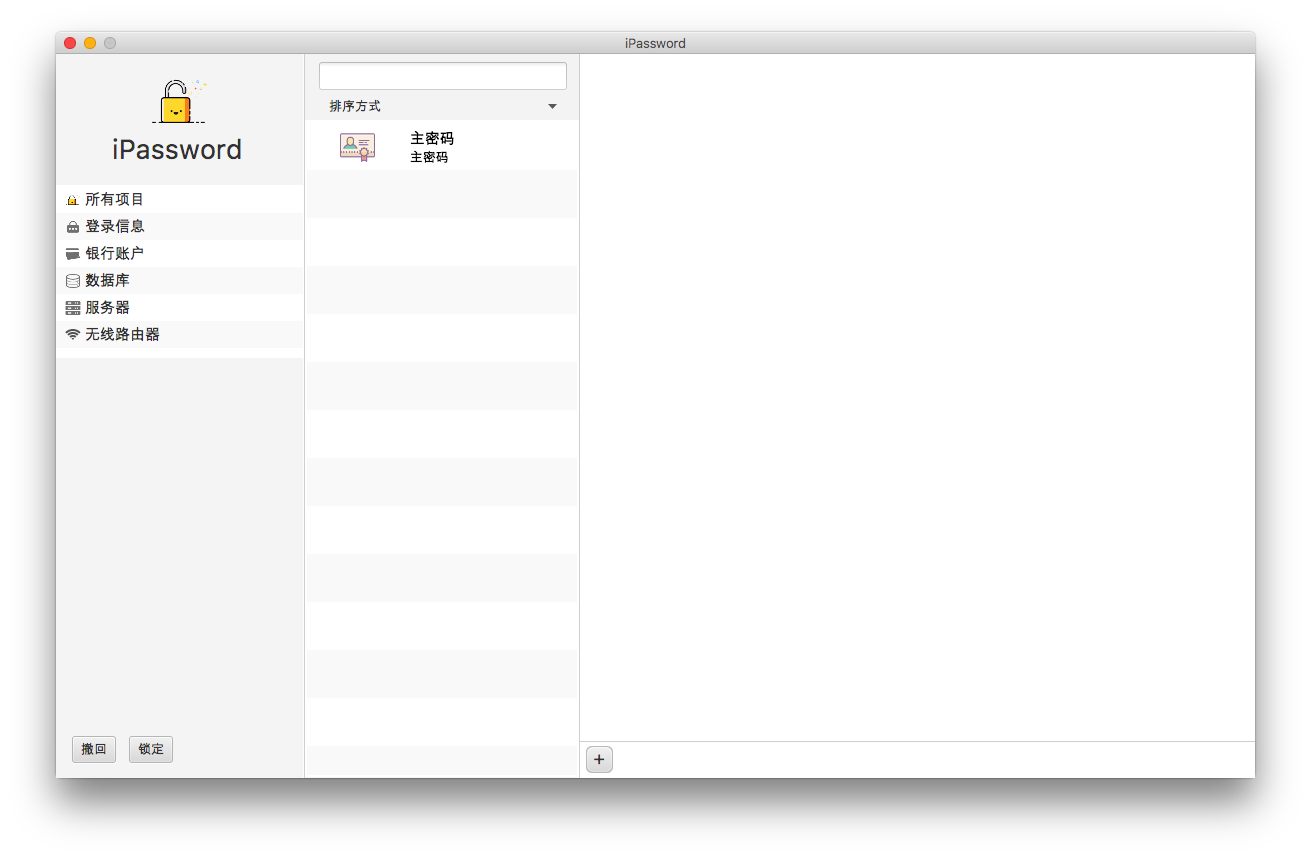 iPassword
iPassword
所有项目
登录信息
银行账户
数据库
服务器
无线路由器
撤回
锁定
排序方式
主密码
主密码
+